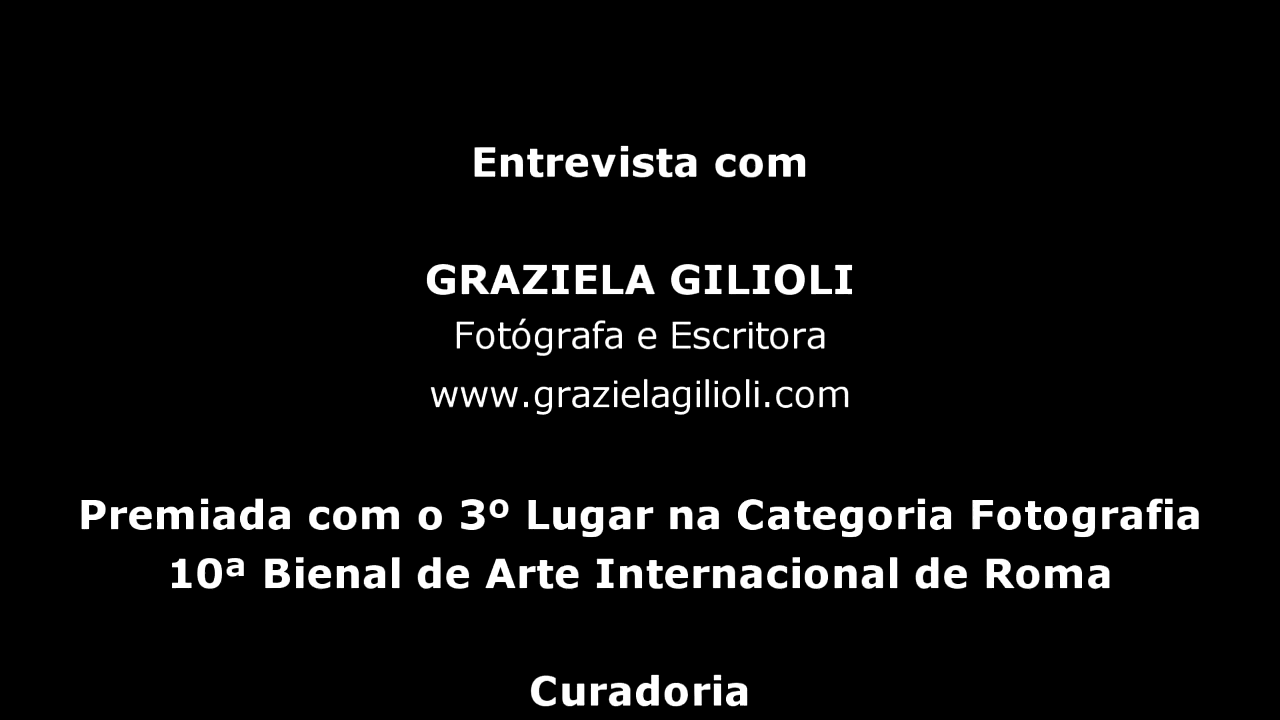 Entrevista com
GRAZIELA GILIOLI
Fotógrafa e Escritora
www.grazielagilioli.com
Premiada com o 3º Lugar na Categoria Fotografia
10ª Bienal de Arte Internacional de Roma
Curadoria